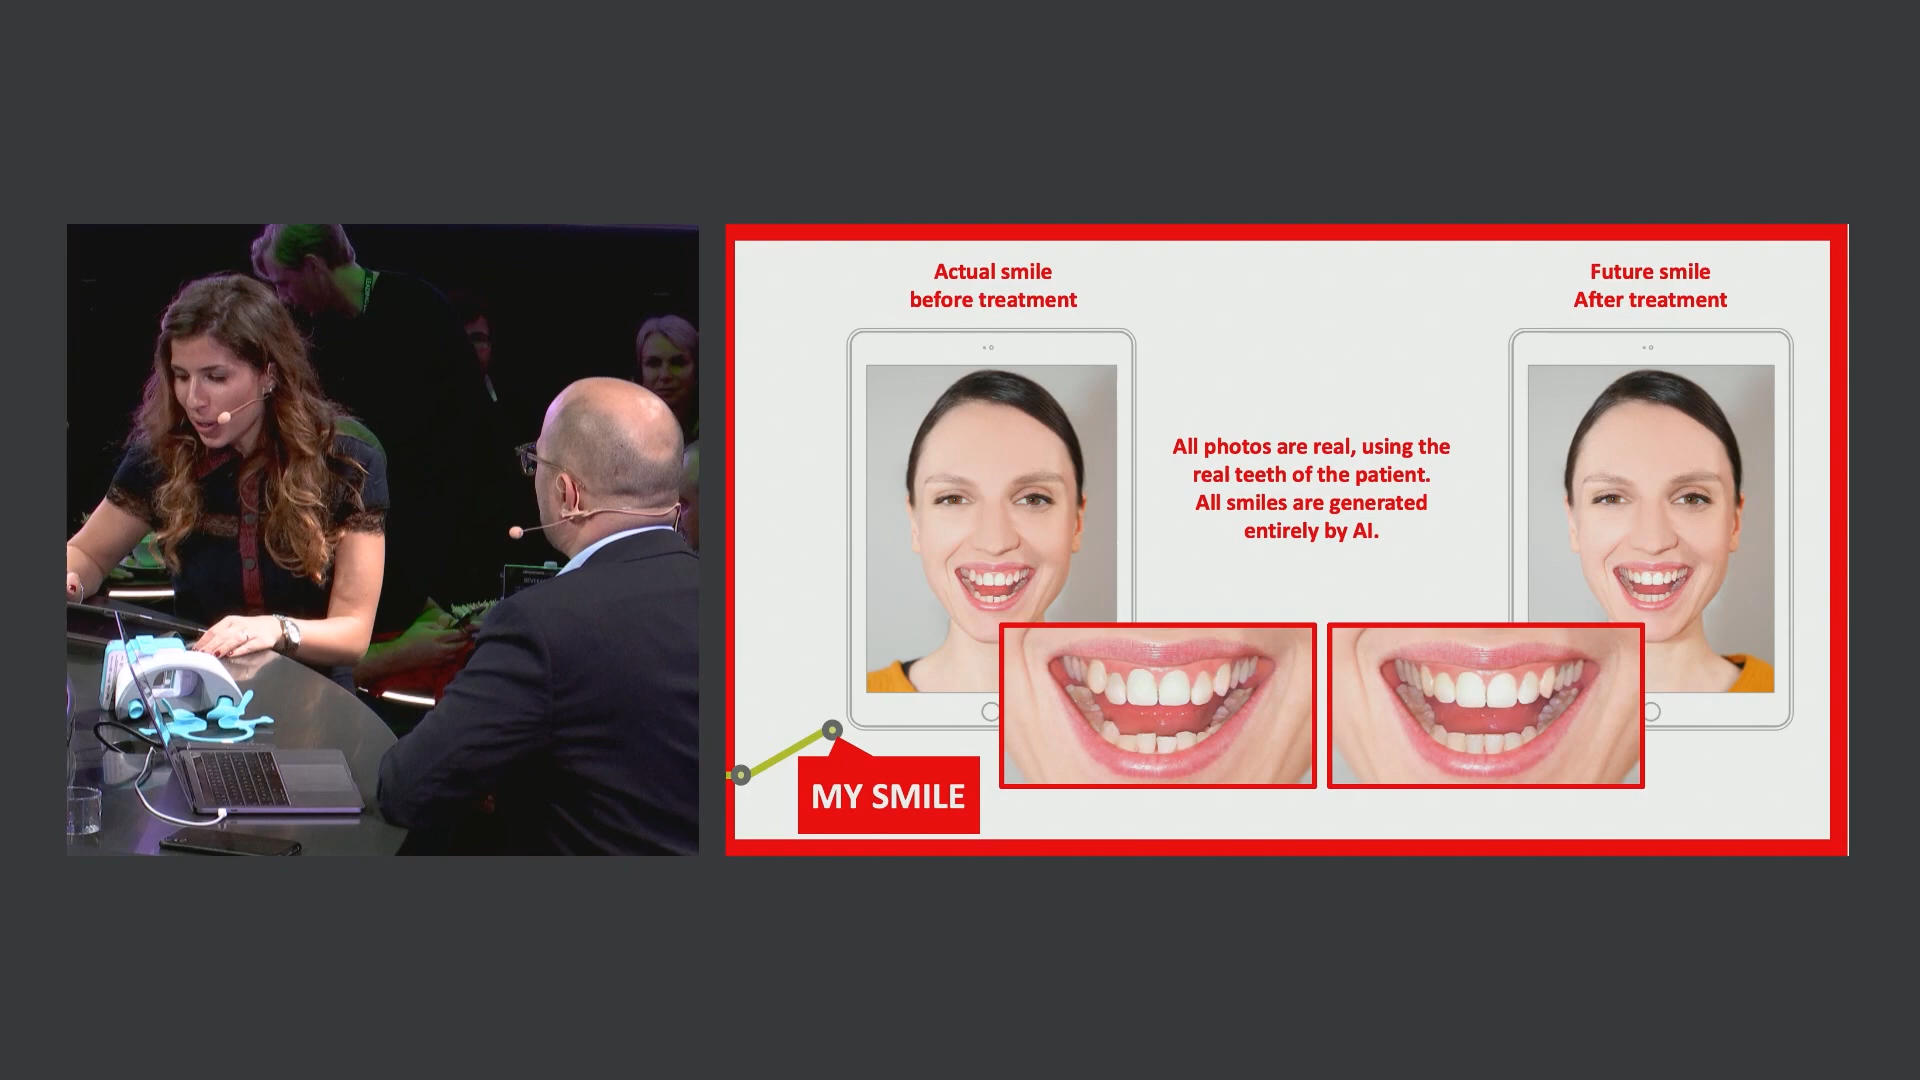 Actual smile
before treatment
Future smile
After treatment
All photos are real, using the
real teeth of the patient.
All smiles are generated
entirely by AI.
MY SMILE